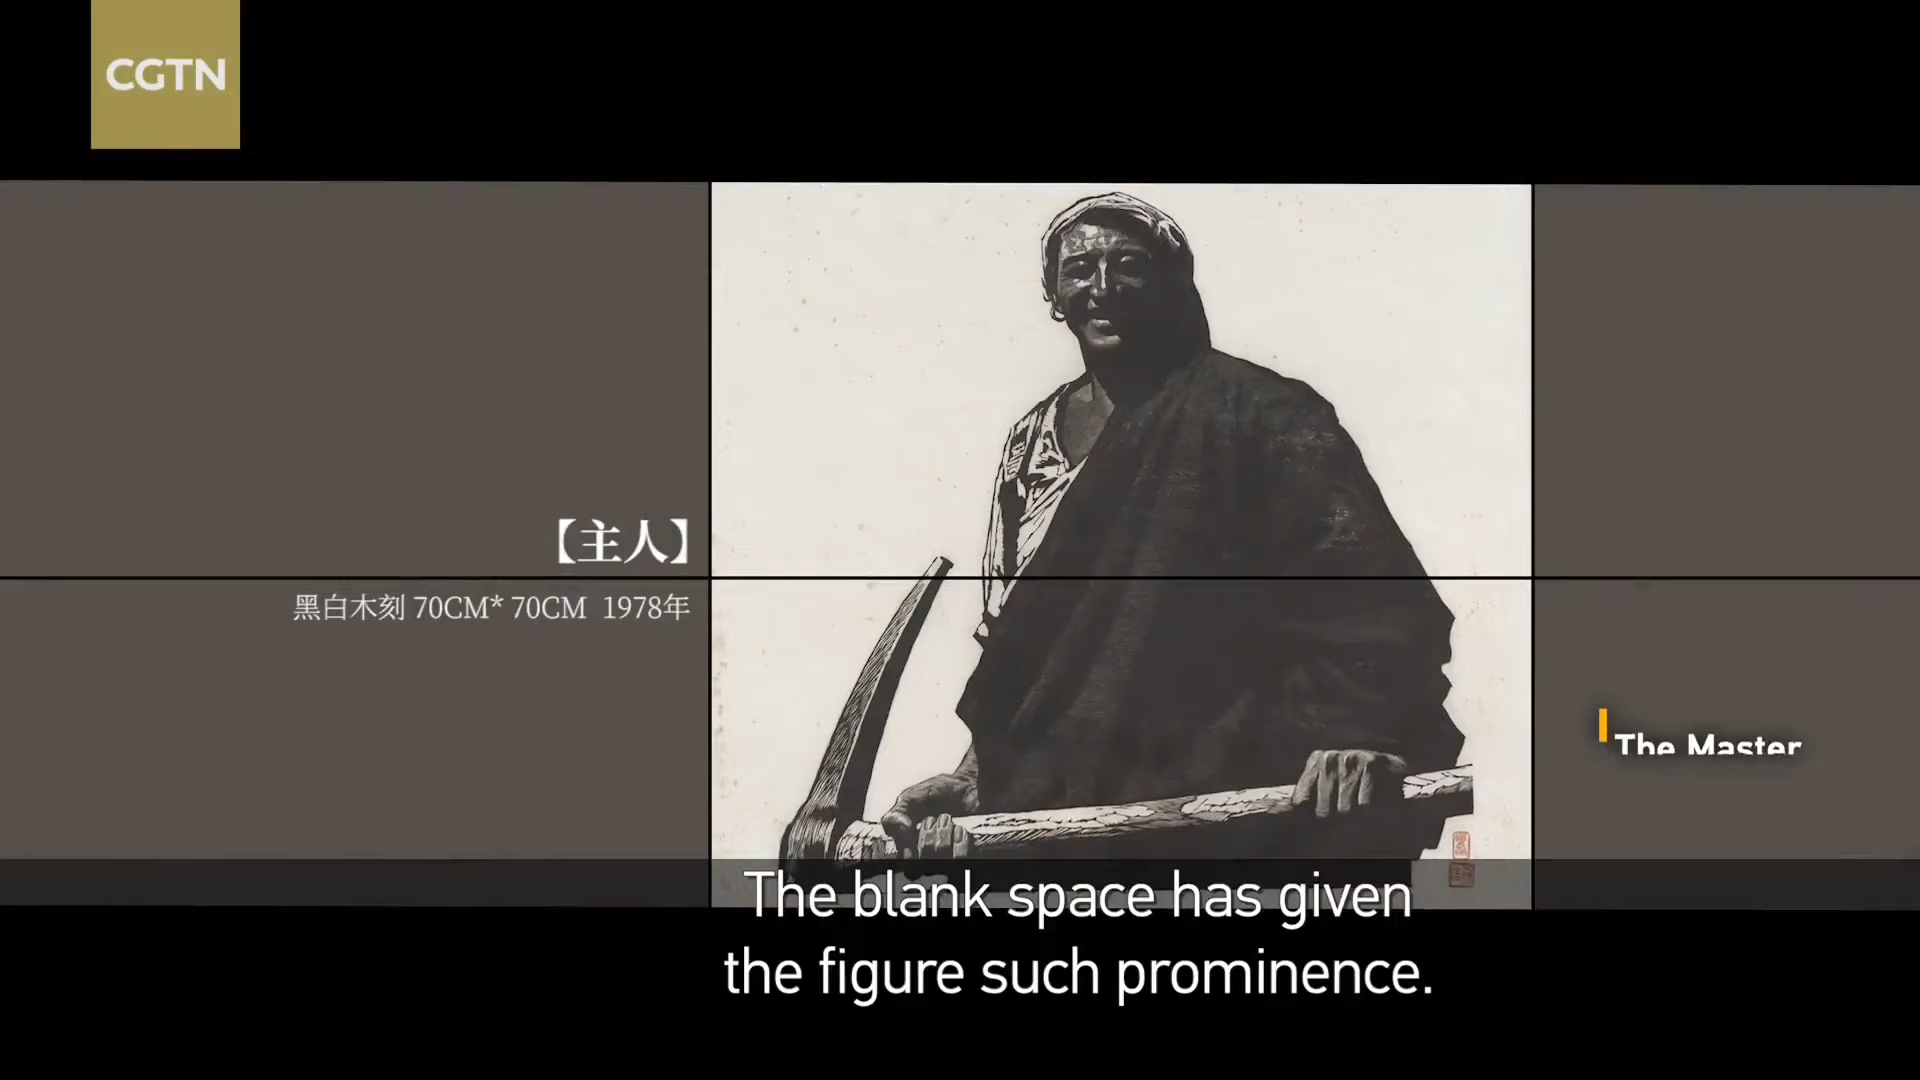 CGTN
【主人】
黑白木刻 70CM* 70CM 1978年
The Master
The blank space has given
the figure such prominence.